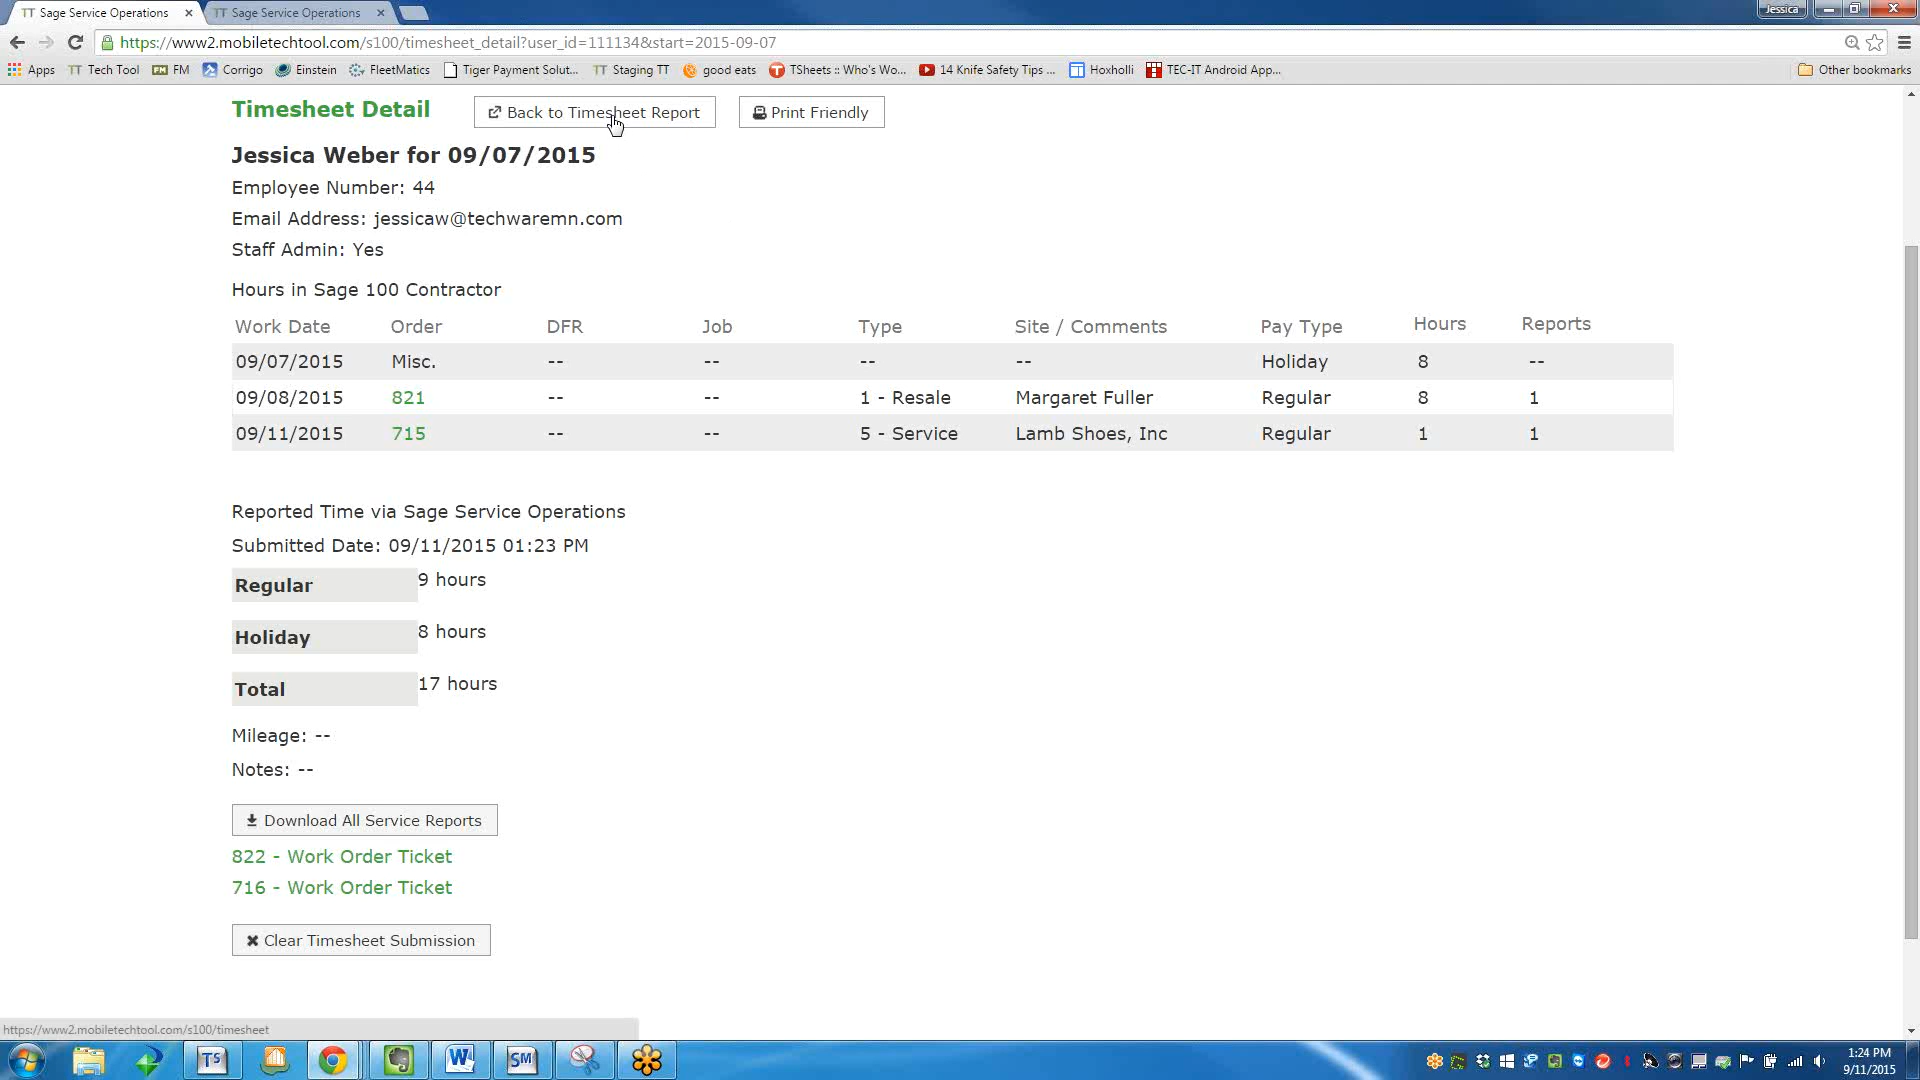 TT Sage Service Operations
TT Sage Service Operations
Jessica
https://www2.mobiletechtool.com/s100/timesheet_detail?user_id=111134&start=2015-09-07
Apps TT Tech Tool FM FM Corrigo Einstein FleetMatics Tiger Payment Solut... TT Staging TT good eats TSheets :: Who's Wo... 14 Knife Safety Tips ... Hoxholli TEC-IT Android App... Other bookmarks
Timesheet Detail Back to Timesheet Report Print Friendly
Jessica Weber for 09/07/2015
Employee Number: 44
Email Address: jessicaw@techwaremn.com
Staff Admin: Yes
Hours in Sage 100 Contractor
Work Date Order DFR Job Type Site / Comments Pay Type Hours Reports
09/07/2015 Misc. -- -- -- -- Holiday 8 --
09/08/2015 821 -- -- 1 - Resale Margaret Fuller Regular 8 1
09/11/2015 715 -- -- 5 - Service Lamb Shoes, Inc Regular 1 1
Reported Time via Sage Service Operations
Submitted Date: 09/11/2015 01:23 PM
Regular 9 hours
Holiday 8 hours
Total 17 hours
Mileage: --
Notes: --
Download All Service Reports
822 - Work Order Ticket
716 - Work Order Ticket
Clear Timesheet Submission
https://www2.mobiletechtool.com/s100/timesheet
TS W SM
1:24 PM
9/11/2015